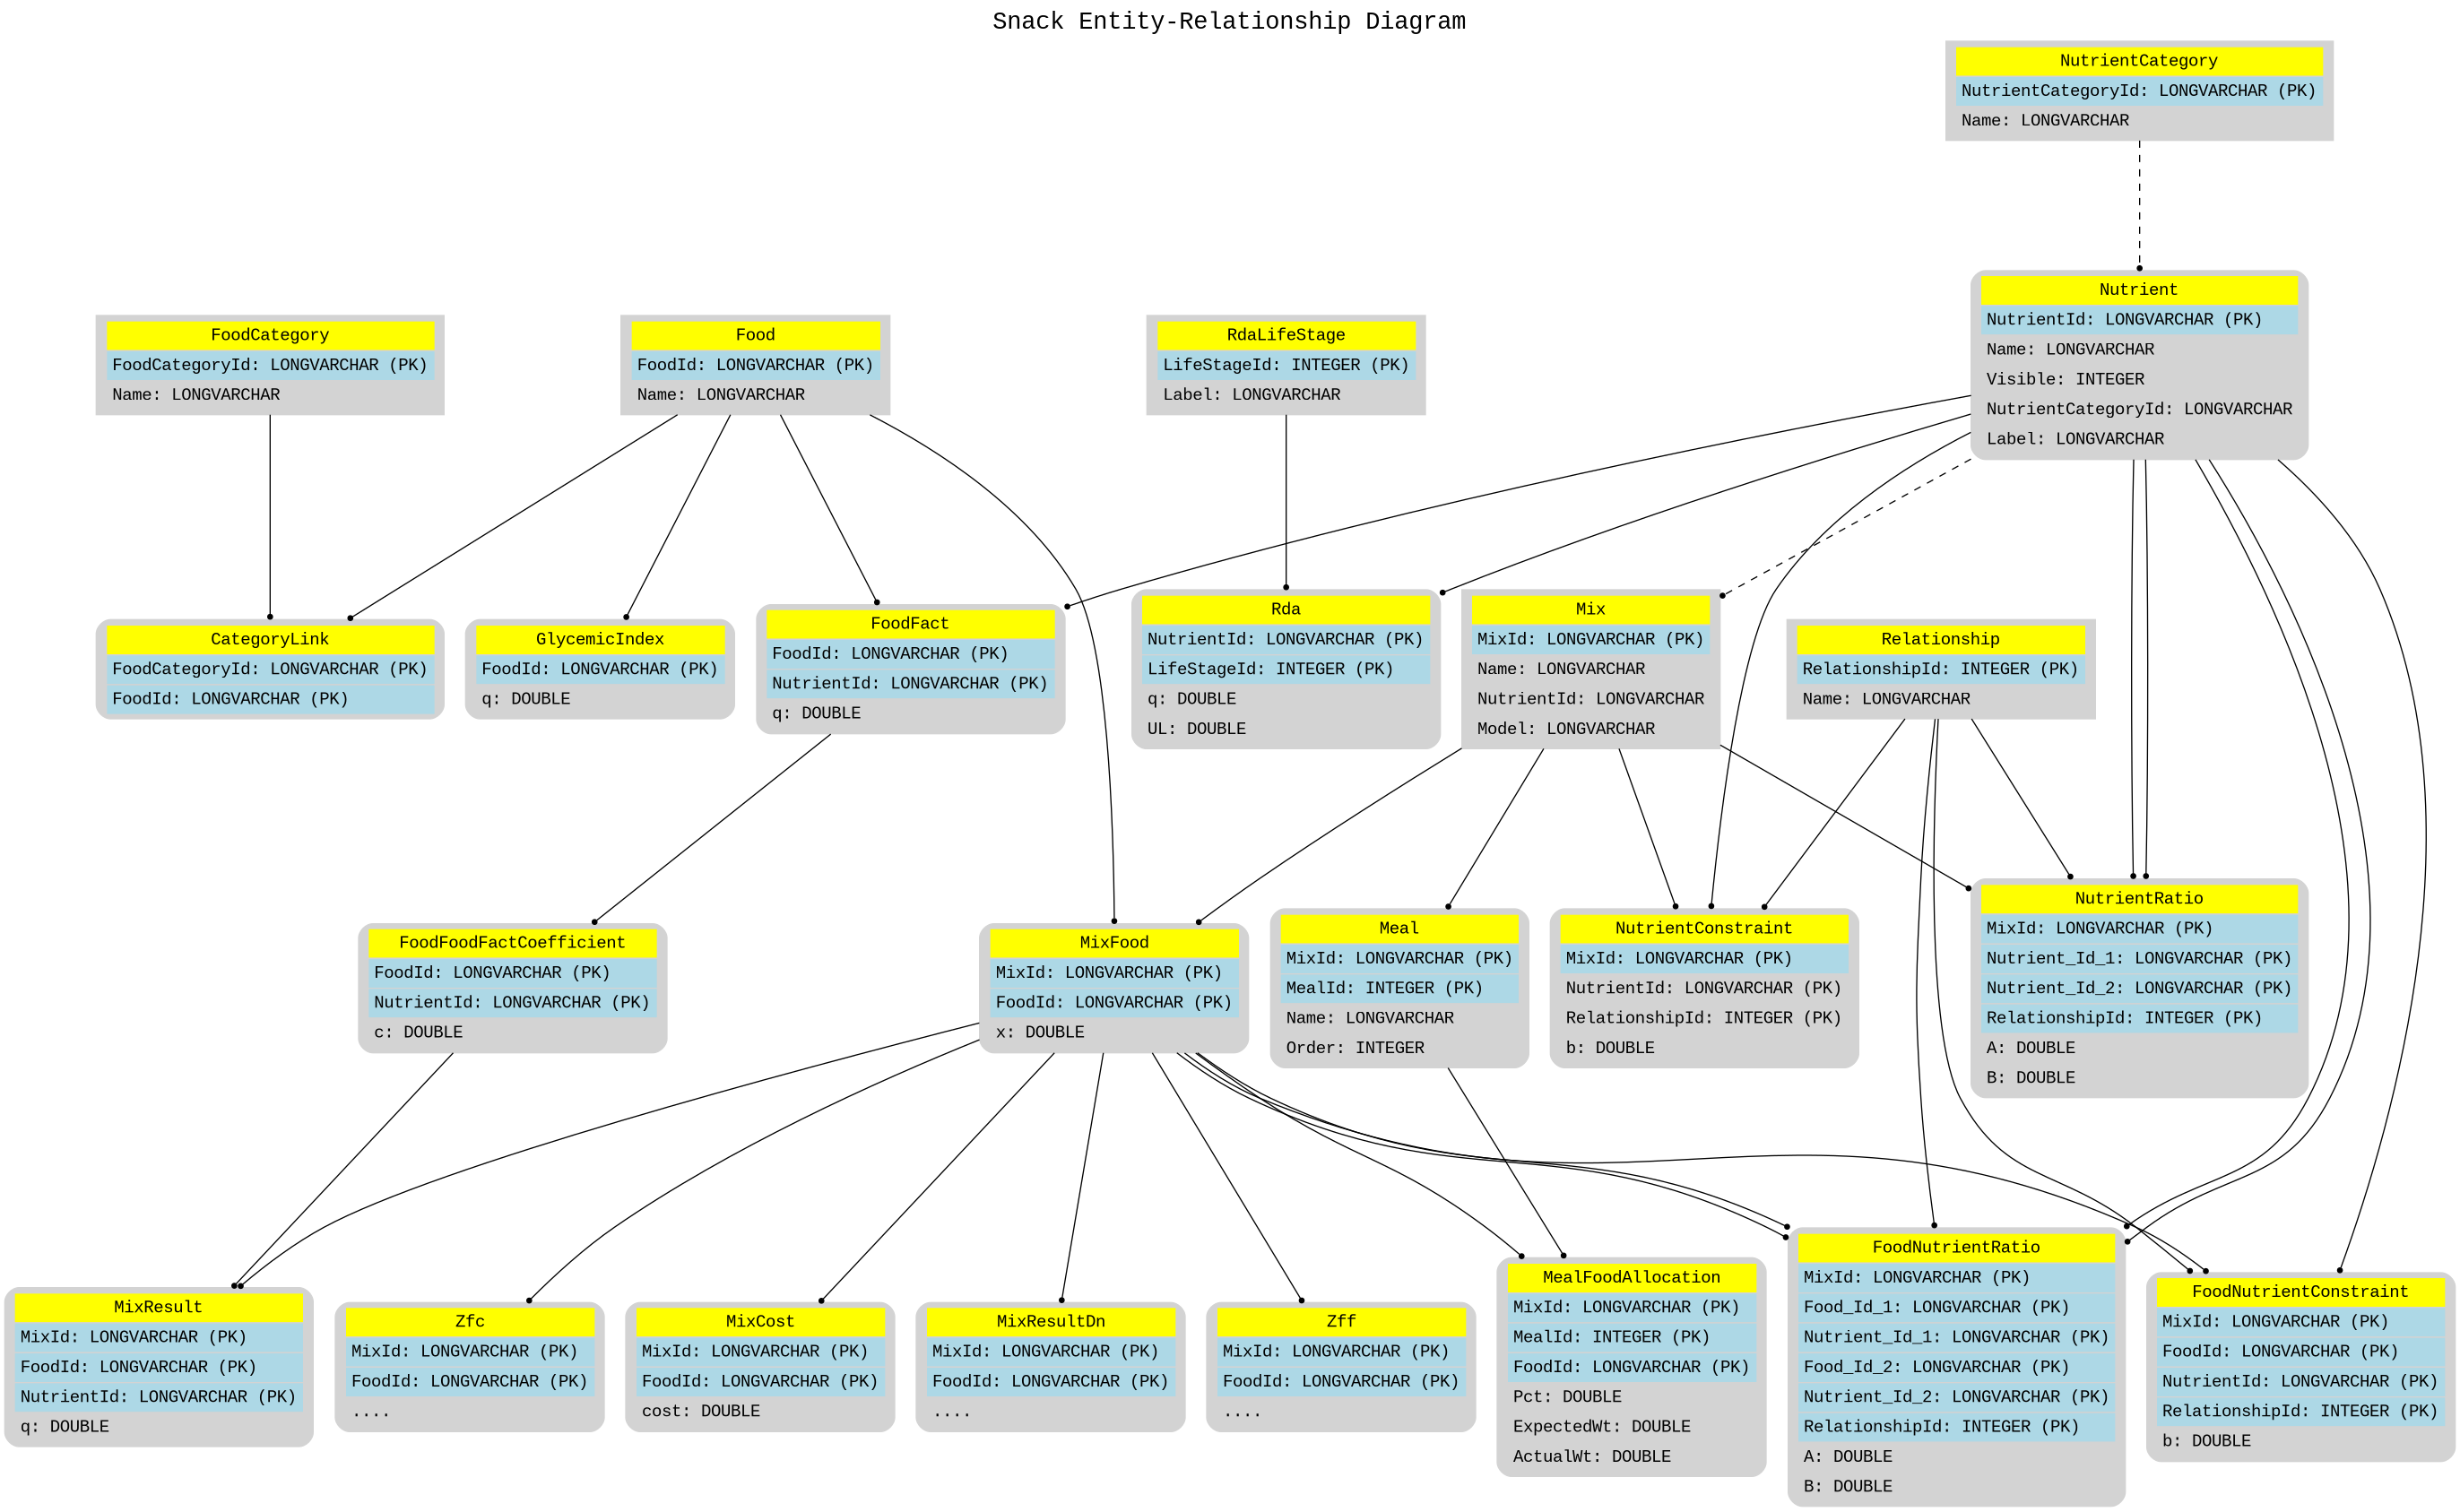 Snack Entity-Relationship Diagram
NutrientCategory
NutrientCategoryId: LONGVARCHAR (PK)
Name: LONGVARCHAR
Nutrient
NutrientId: LONGVARCHAR (PK)
Name: LONGVARCHAR
Visible: INTEGER
NutrientCategoryId: LONGVARCHAR
Label: LONGVARCHAR
FoodCategory
FoodCategoryId: LONGVARCHAR (PK)
Name: LONGVARCHAR
Food
FoodId: LONGVARCHAR (PK)
Name: LONGVARCHAR
RdaLifeStage
LifeStageId: INTEGER (PK)
Label: LONGVARCHAR
CategoryLink
FoodCategoryId: LONGVARCHAR (PK)
FoodId: LONGVARCHAR (PK)
GlycemicIndex
FoodId: LONGVARCHAR (PK)
q: DOUBLE
FoodFact
FoodId: LONGVARCHAR (PK)
NutrientId: LONGVARCHAR (PK)
q: DOUBLE
Rda
NutrientId: LONGVARCHAR (PK)
LifeStageId: INTEGER (PK)
q: DOUBLE
UL: DOUBLE
Mix
MixId: LONGVARCHAR (PK)
Name: LONGVARCHAR
NutrientId: LONGVARCHAR
Model: LONGVARCHAR
Relationship
RelationshipId: INTEGER (PK)
Name: LONGVARCHAR
FoodFoodFactCoefficient
FoodId: LONGVARCHAR (PK)
NutrientId: LONGVARCHAR (PK)
c: DOUBLE
MixFood
MixId: LONGVARCHAR (PK)
FoodId: LONGVARCHAR (PK)
x: DOUBLE
Meal
MixId: LONGVARCHAR (PK)
MealId: INTEGER (PK)
Name: LONGVARCHAR
Order: INTEGER
NutrientConstraint
MixId: LONGVARCHAR (PK)
NutrientId: LONGVARCHAR (PK)
RelationshipId: INTEGER (PK)
b: DOUBLE
NutrientRatio
MixId: LONGVARCHAR (PK)
Nutrient_Id_1: LONGVARCHAR (PK)
Nutrient_Id_2: LONGVARCHAR (PK)
RelationshipId: INTEGER (PK)
A: DOUBLE
B: DOUBLE
MixResult
MixId: LONGVARCHAR (PK)
FoodId: LONGVARCHAR (PK)
NutrientId: LONGVARCHAR (PK)
q: DOUBLE
Zfc
MixId: LONGVARCHAR (PK)
FoodId: LONGVARCHAR (PK)
....
MixCost
MixId: LONGVARCHAR (PK)
FoodId: LONGVARCHAR (PK)
cost: DOUBLE
MixResultDn
MixId: LONGVARCHAR (PK)
FoodId: LONGVARCHAR (PK)
....
Zff
MixId: LONGVARCHAR (PK)
FoodId: LONGVARCHAR (PK)
....
MealFoodAllocation
MixId: LONGVARCHAR (PK)
MealId: INTEGER (PK)
FoodId: LONGVARCHAR (PK)
Pct: DOUBLE
ExpectedWt: DOUBLE
ActualWt: DOUBLE
FoodNutrientRatio
MixId: LONGVARCHAR (PK)
Food_Id_1: LONGVARCHAR (PK)
Nutrient_Id_1: LONGVARCHAR (PK)
Food_Id_2: LONGVARCHAR (PK)
Nutrient_Id_2: LONGVARCHAR (PK)
RelationshipId: INTEGER (PK)
A: DOUBLE
B: DOUBLE
FoodNutrientConstraint
MixId: LONGVARCHAR (PK)
FoodId: LONGVARCHAR (PK)
NutrientId: LONGVARCHAR (PK)
RelationshipId: INTEGER (PK)
b: DOUBLE